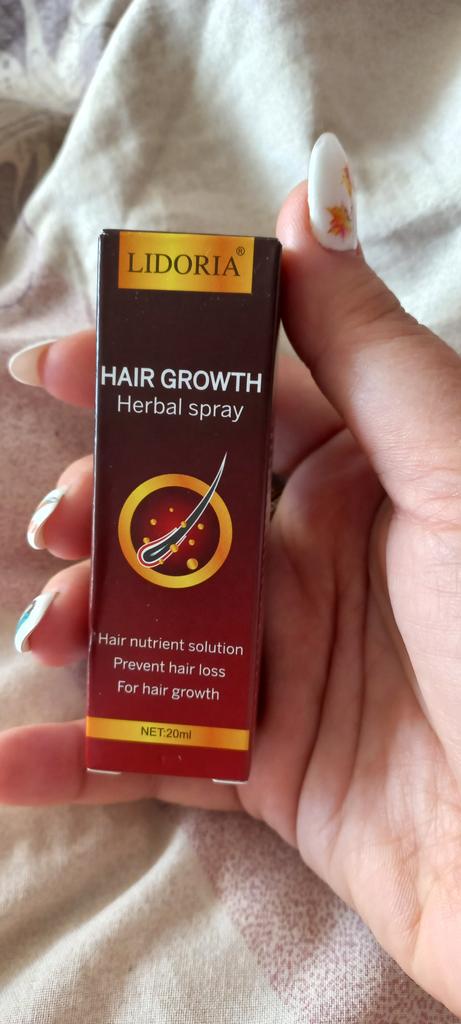 LIDORIA®
HAIR GROWTH
Herbal spray
Hair nutrient solution
Prevent hair loss
For hair growth
NET:20ml